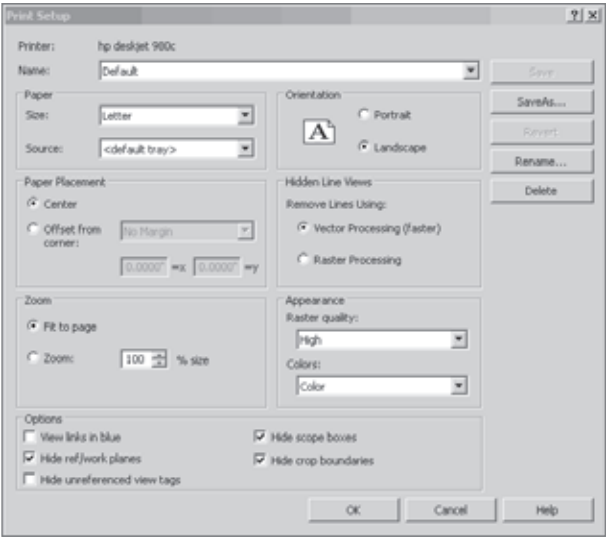 Print Setup
Printer: hp deskjet 980c
Name: Default
Save
Paper
Size: Letter
Source: <default tray>
Orientation
A
Portrait
Landscape
SaveAs...
Revert
Rename...
Delete
Paper Placement
Center
Offset from corner: No Margin
0.0000" =x 0.0000" =y
Hidden Line Views
Remove Lines Using:
Vector Processing (faster)
Raster Processing
Zoom
Fit to page
Zoom: 100 % size
Appearance
Raster quality:
High
Colors:
Color
Options
View links in blue
Hide scope boxes
Hide ref/work planes
Hide crop boundaries
Hide unreferenced view tags
OK Cancel Help